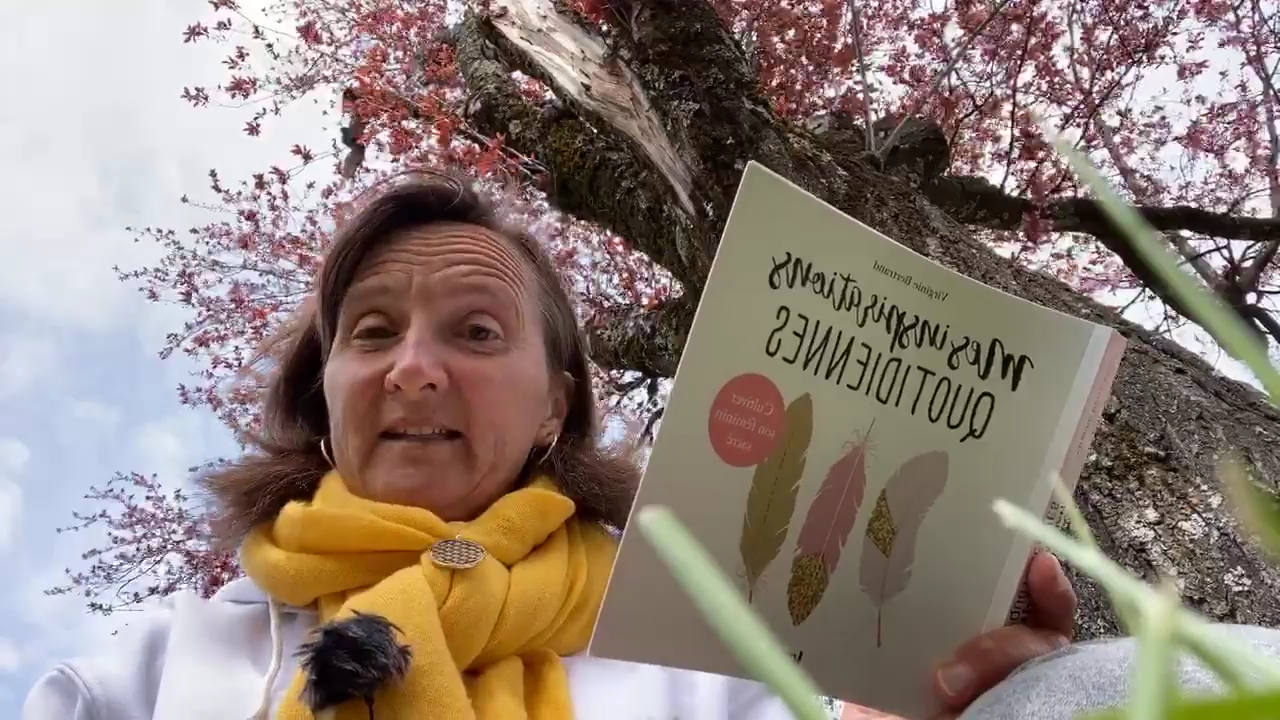 Virginie Bertrand
Mes inspirations
QUOTIDIENNES
Cultiver
son féminin
sacré